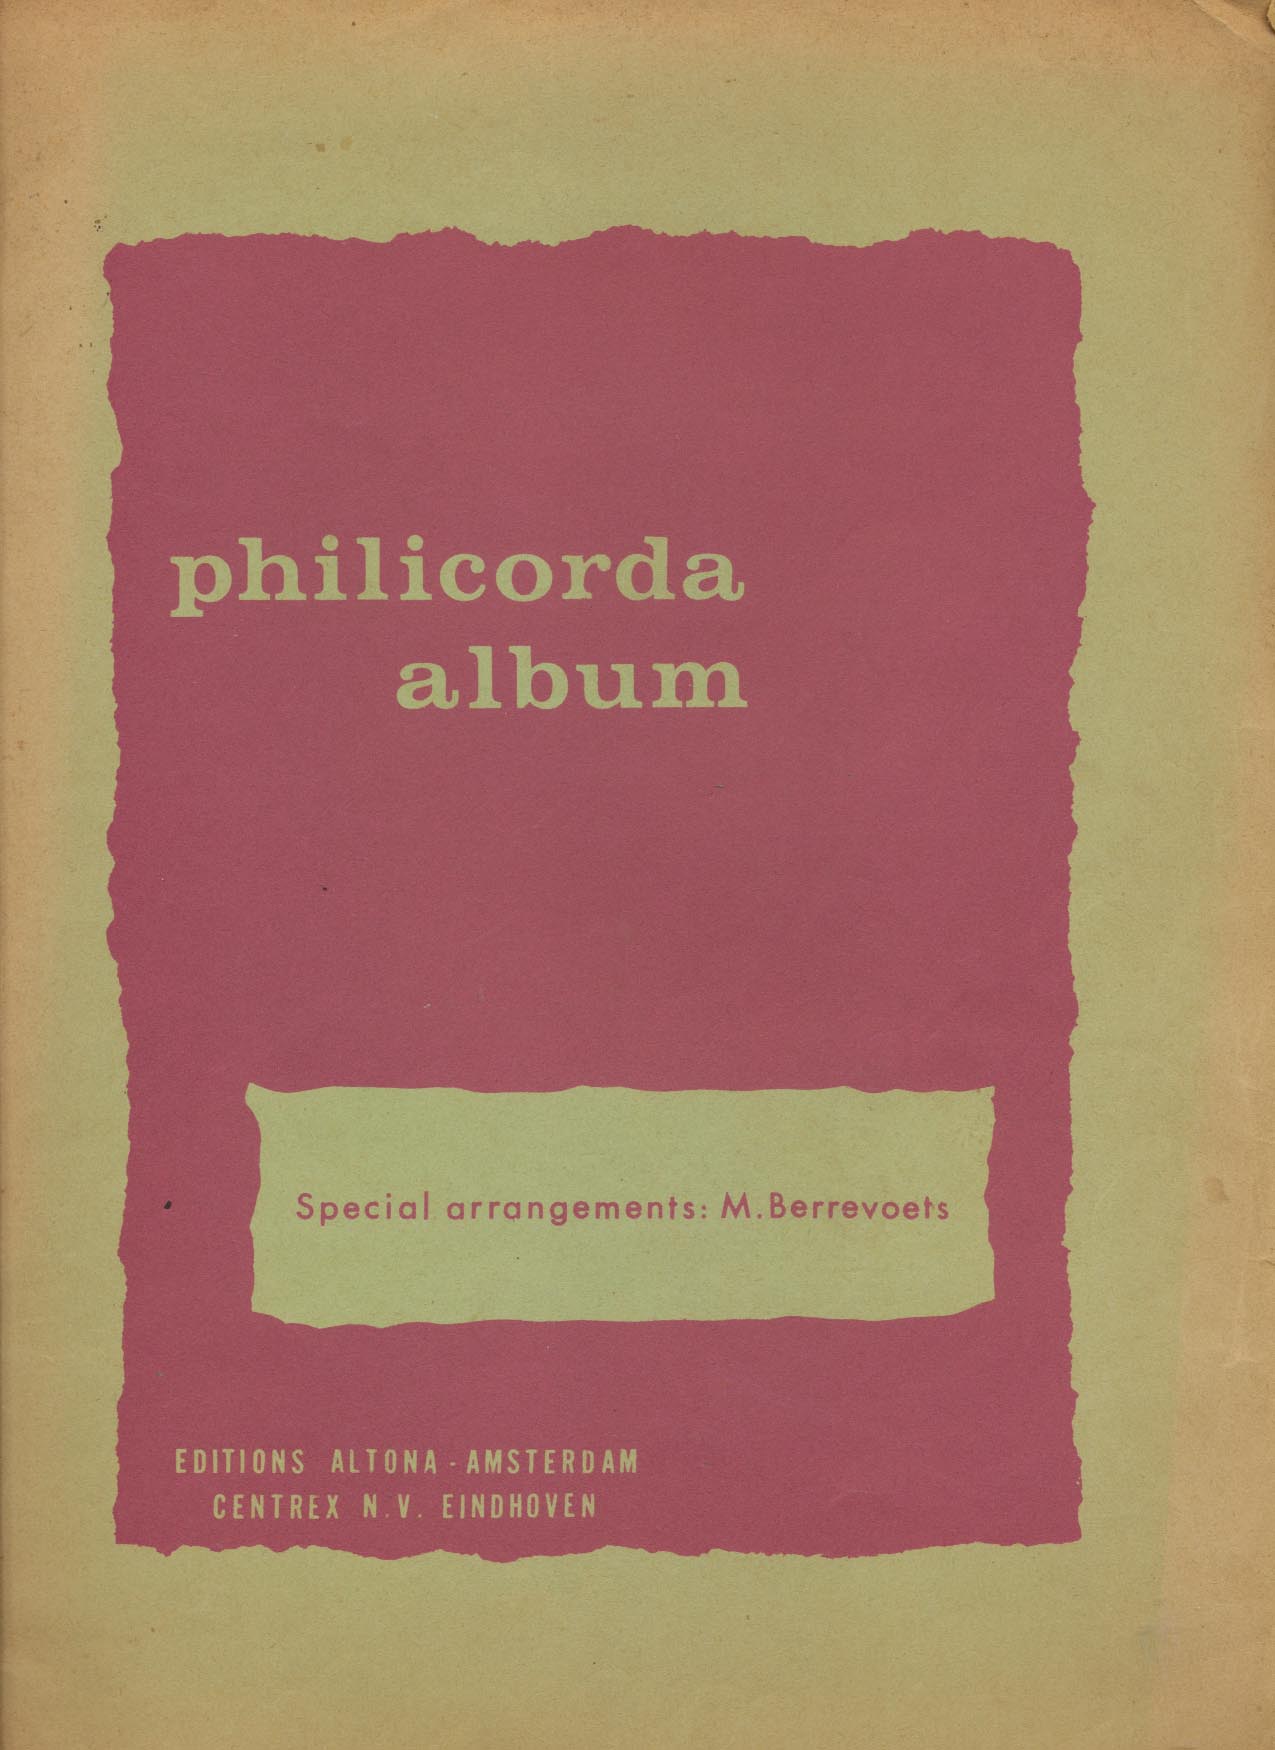 philicorda
album
Special arrangements: M. Berrevoets
EDITIONS ALTONA - AMSTERDAM
CENTREX N.V. EINDHOVEN